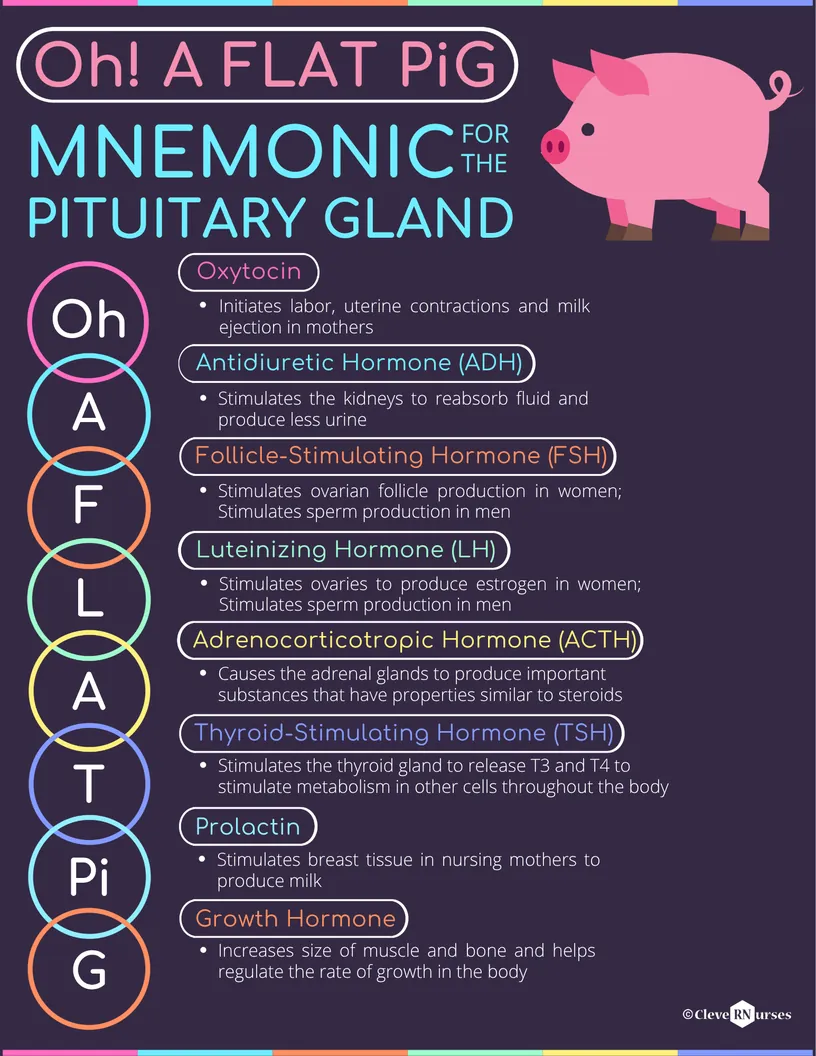 Oh! A FLAT PiG
MNEMONIC FOR THE
PITUITARY GLAND
Oh
Oxytocin
• Initiates labor, uterine contractions and milk
ejection in mothers
A
Antidiuretic Hormone (ADH)
• Stimulates the kidneys to reabsorb fluid and
produce less urine
F
Follicle-Stimulating Hormone (FSH)
• Stimulates ovarian follicle production in women;
Stimulates sperm production in men
L
Luteinizing Hormone (LH)
• Stimulates ovaries to produce estrogen in women;
Stimulates sperm production in men
A
Adrenocorticotropic Hormone (ACTH)
• Causes the adrenal glands to produce important
substances that have properties similar to steroids
T
Thyroid-Stimulating Hormone (TSH)
• Stimulates the thyroid gland to release T3 and T4 to
stimulate metabolism in other cells throughout the body
Pi
Prolactin
• Stimulates breast tissue in nursing mothers to
produce milk
G
Growth Hormone
• Increases size of muscle and bone and helps
regulate the rate of growth in the body
©CleveRNurses